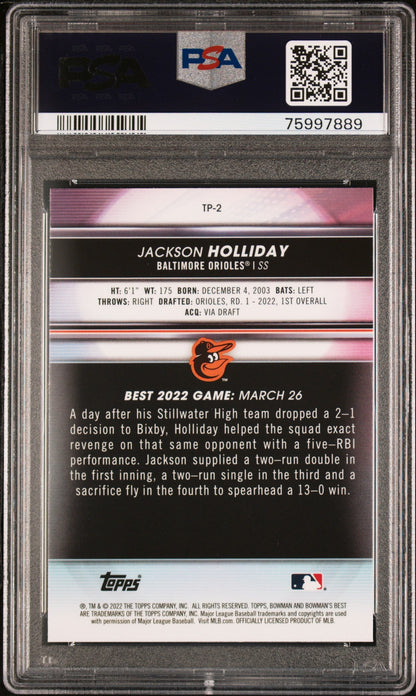 PSA
PSA
75997889
TP-2
JACKSON HOLLIDAY
BALTIMORE ORIOLES® | SS
HT: 6'1" WT: 175 BORN: DECEMBER 4, 2003 BATS: LEFT
THROWS: RIGHT DRAFTED: ORIOLES, RD. 1 - 2022, 1ST OVERALL
ACQ: VIA DRAFT
BEST 2022 GAME: MARCH 26
A day after his Stillwater High team dropped a 2–1
decision to Bixby, Holliday helped the squad exact
revenge on that same opponent with a five-RBI
performance. Jackson supplied a two-run double in
the first inning, a two-run single in the third and a
sacrifice fly in the fourth to spearhead a 13–0 win.
topps
®, TM & © 2022 THE TOPPS COMPANY, INC. ALL RIGHTS RESERVED. TOPPS, BOWMAN AND BOWMAN'S BEST
ARE TRADEMARKS OF THE TOPPS COMPANY, INC. Major League Baseball trademarks and copyrights are used
with permission of Major League Baseball. Visit MLB.com. OFFICIALLY LICENSED PRODUCT OF MLB.